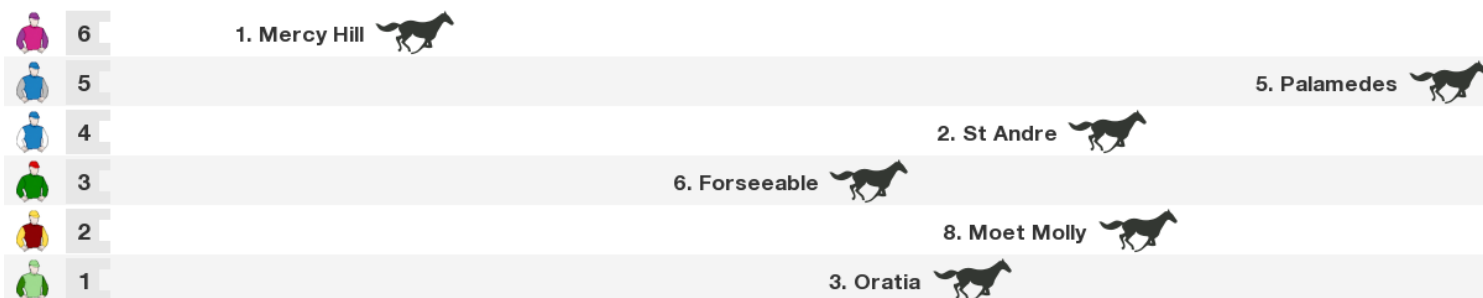 6 1. Mercy Hill
5 5. Palamedes
4 2. St Andre
3 6. Forseeable
2 8. Moet Molly
1 3. Oratia